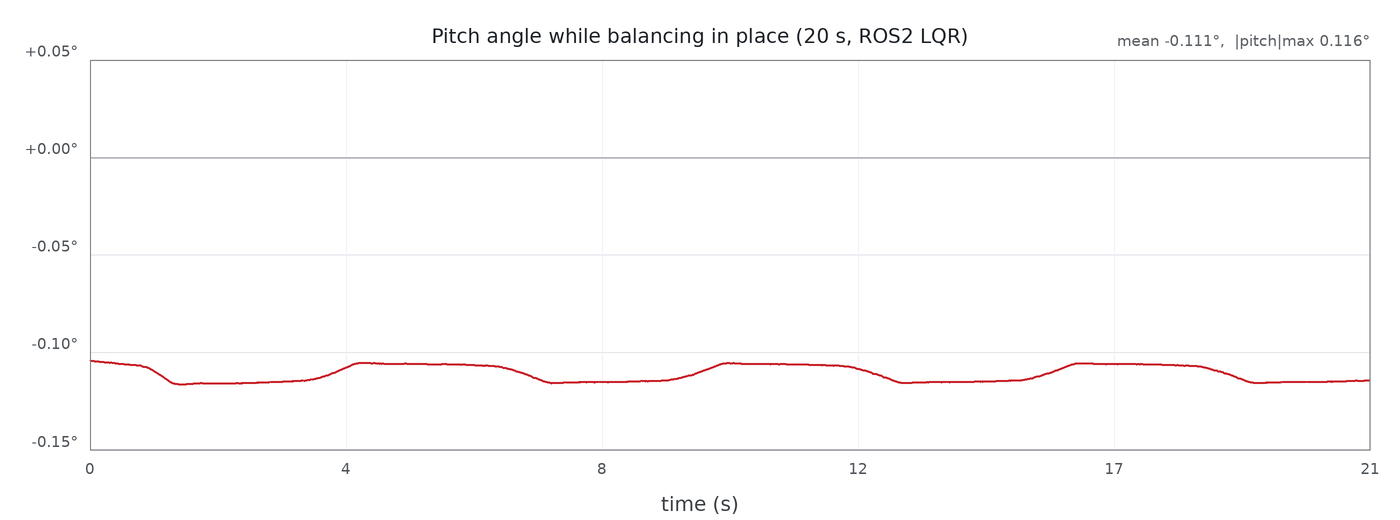 Pitch angle while balancing in place (20 s, ROS2 LQR)
mean -0.111°, |pitch|max 0.116°
+0.05°
+0.00°
-0.05°
-0.10°
-0.15°
0 4 8 12 17 21
time (s)